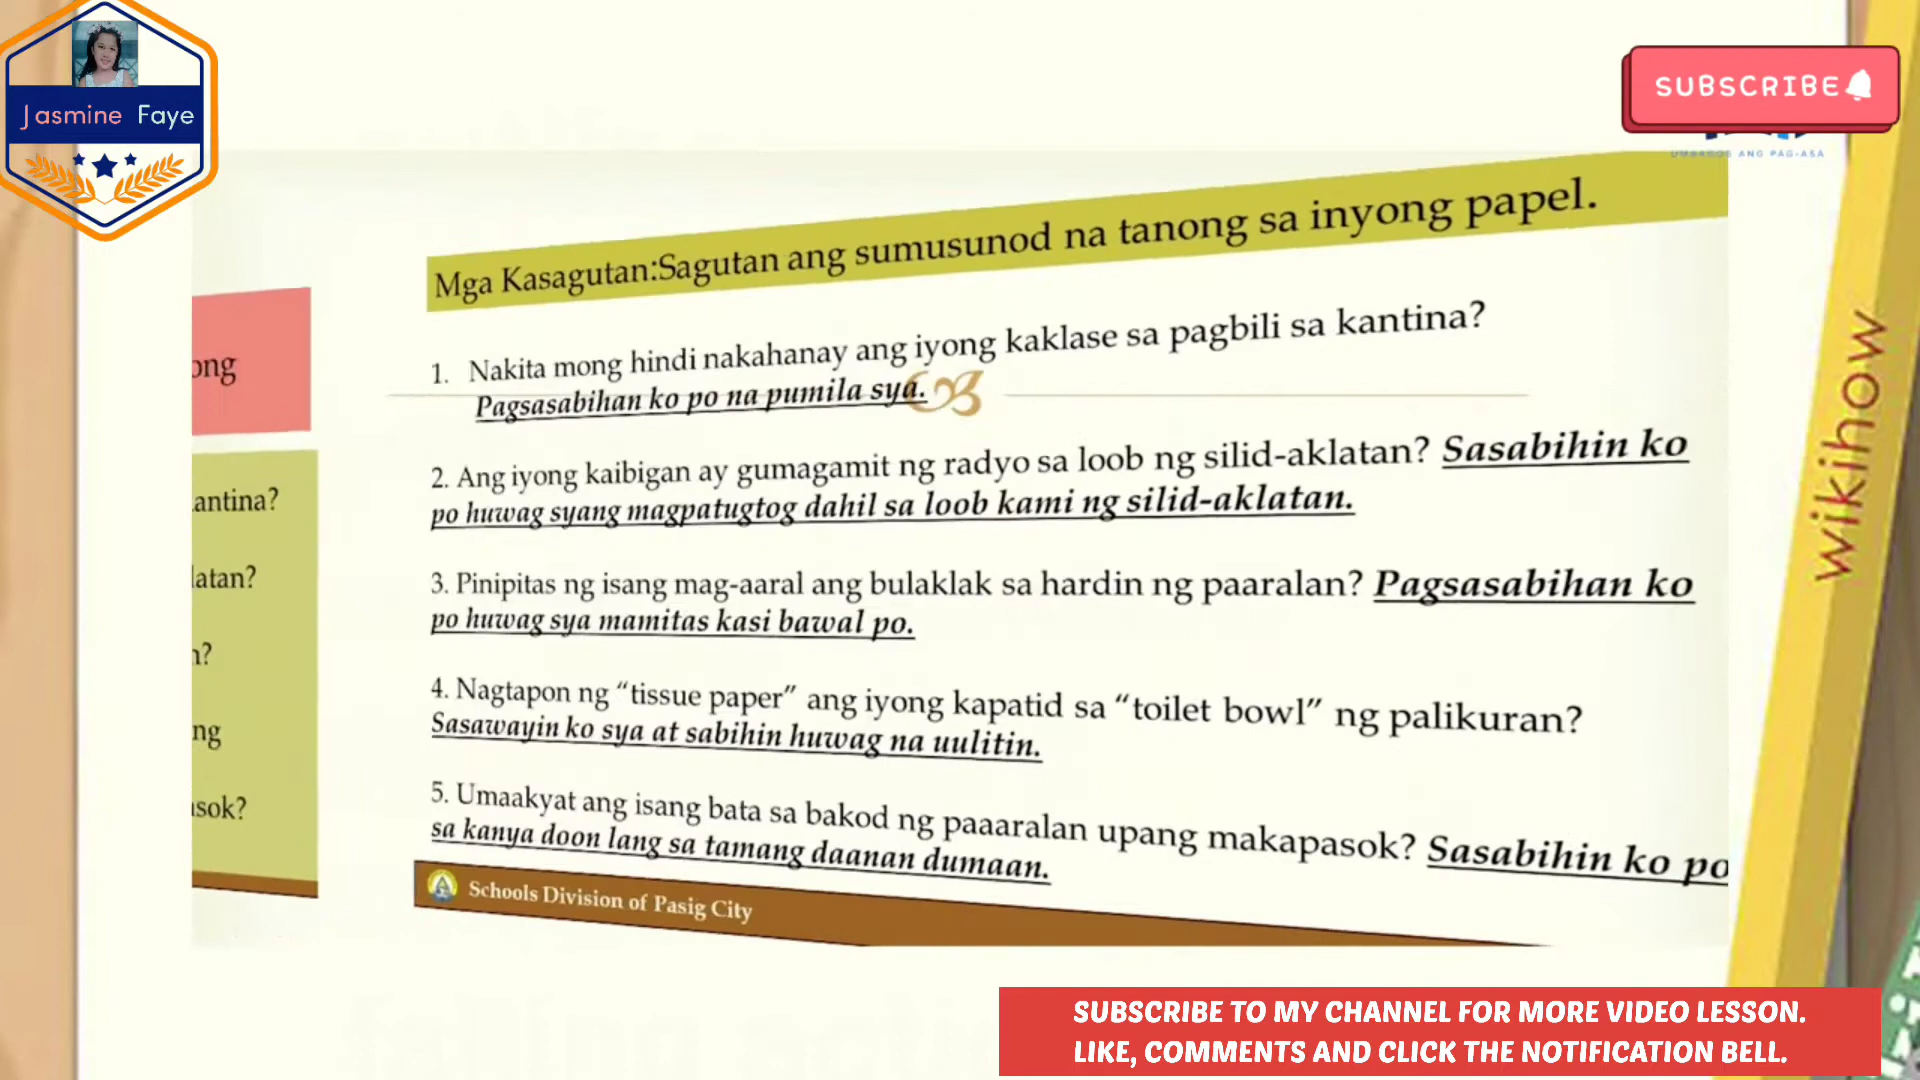 Jasmine Faye
SUBSCRIBE
ANG PAG-ASA
Mga Kasagutan:Sagutan ang sumusunod na tanong sa inyong papel.
1. Nakita mong hindi nakahanay ang iyong kaklase sa pagbili sa kantina?
Pagsasabihan ko po na pumila sya.
2. Ang iyong kaibigan ay gumagamit ng radyo sa loob ng silid-aklatan? Sasabihin ko
po huwag syang magpatugtog dahil sa loob kami ng silid-aklatan.
3. Pinipitas ng isang mag-aaral ang bulaklak sa hardin ng paaralan? Pagsasabihan ko
po huwag sya mamitas kasi bawal po.
4. Nagtapon ng “tissue paper” ang iyong kapatid sa “toilet bowl” ng palikuran?
Sasawayin ko sya at sabihin huwag na uulitin.
5. Umaakyat ang isang bata sa bakod ng paaaralan upang makapasok? Sasabihin ko po
sa kanya doon lang sa tamang daanan dumaan.
Schools Division of Pasig City
ong
antina?
latan?
n?
ng
asok?
wikihow
SUBSCRIBE TO MY CHANNEL FOR MORE VIDEO LESSON.
LIKE, COMMENTS AND CLICK THE NOTIFICATION BELL.